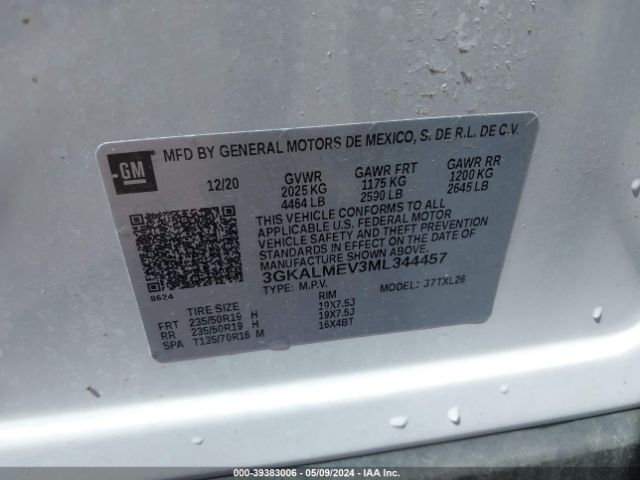 GM
MFD BY GENERAL MOTORS DE MEXICO, S. DE R.L. DE C.V.
12/20 GVWR GAWR FRT GAWR RR
2025 KG 1175 KG 1200 KG
4464 LB 2590 LB 2645 LB
THIS VEHICLE CONFORMS TO ALL
APPLICABLE U.S. FEDERAL MOTOR
VEHICLE SAFETY STANDARDS
IN EFFECT ON THE DATE OF
MANUFACTURE SHOWN ABOVE.
3GKALMEV3ML344457
TYPE: M.P.V. MODEL: 37TXL26
8624
TIRE SIZE RIM
FRT 235/50R19 H 19X7.5J
RR 235/50R19 H 19X7.5J
SPA T135/70R16 M 16X4BT
000-39383006 - 05/09/2024 - IAA Inc.